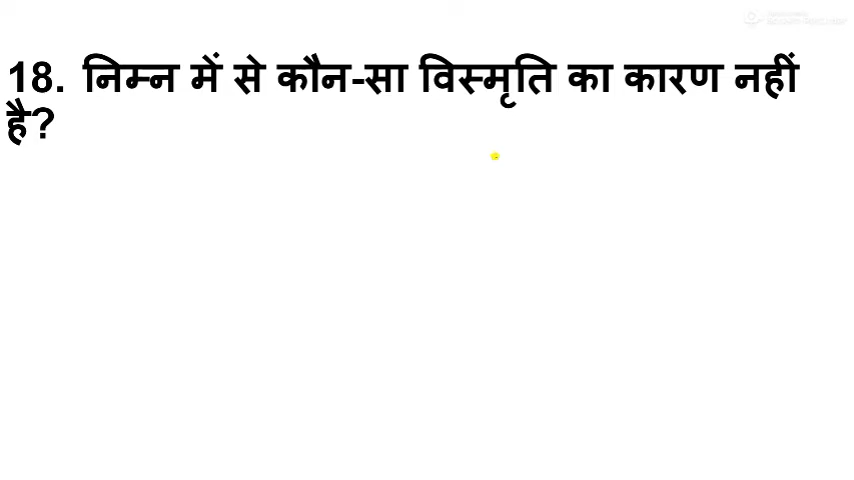 18. निम्न में से कौन-सा विस्मृति का कारण नहीं
है?